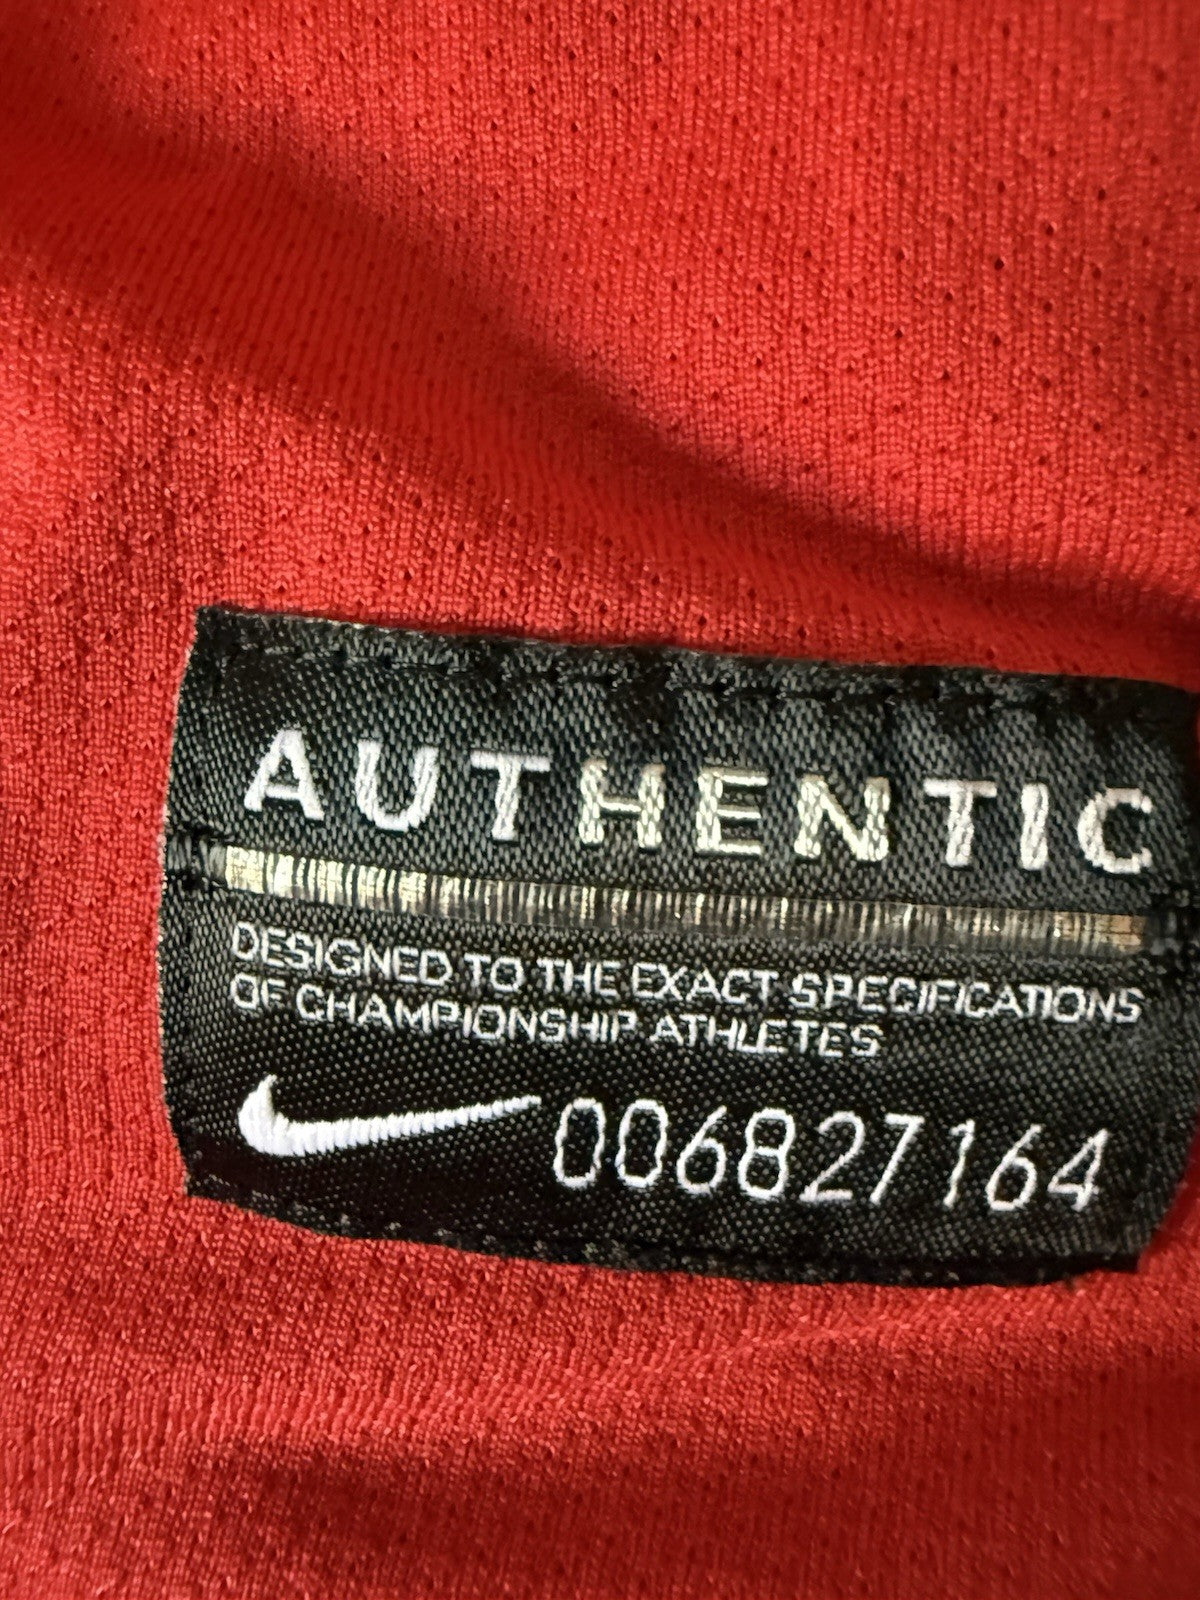 AUTHENTIC
DESIGNED TO THE EXACT SPECIFICATIONS
OF CHAMPIONSHIP ATHLETES
006827164